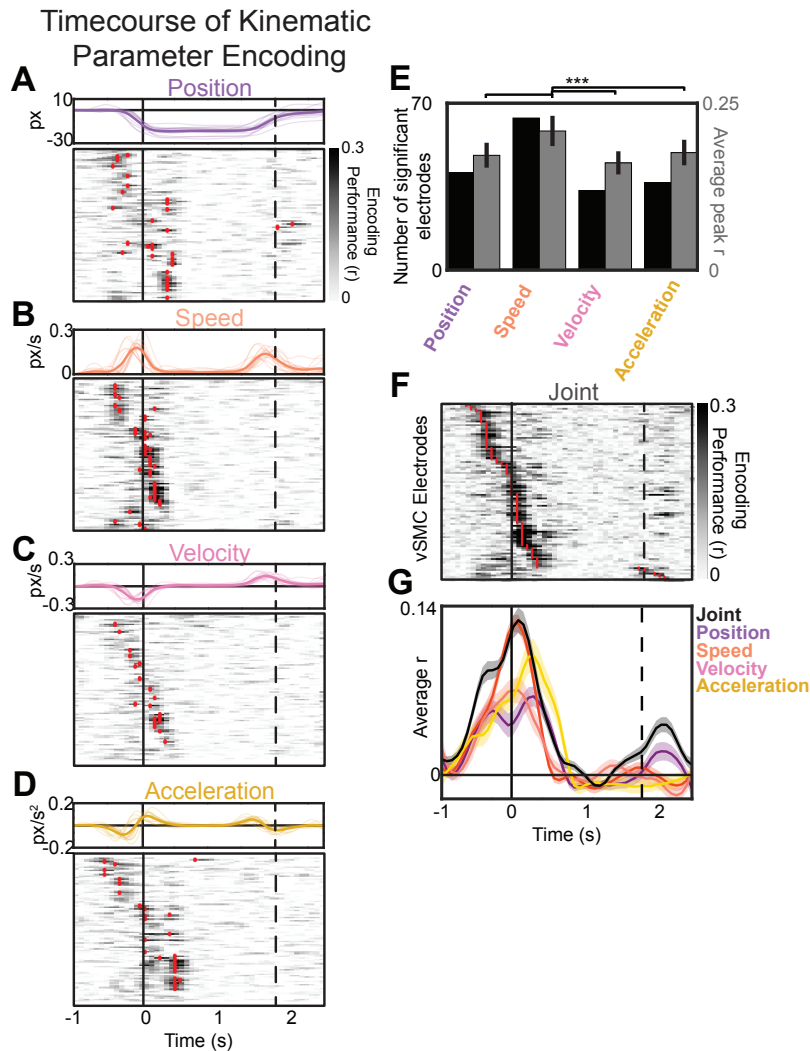 Timecourse of Kinematic
Parameter Encoding
A
Position
10
px
-30
0.3
Encoding
Performance (r)
0
B
Speed
0.3
px/s
0
C
Velocity
0.3
px/s
-0.3
D
Acceleration
0.2
px/s²
-0.2
-1
0
1
2
Time (s)
E
***
70
Number of significant
electrodes
0
0.25
Average peak r
0
Position
Speed
Velocity
Acceleration
F
Joint
vSMC Electrodes
0.3
Encoding
Performance (r)
0
G
0.14
Average r
0
-1
0
1
2
Time (s)
Joint
Position
Speed
Velocity
Acceleration